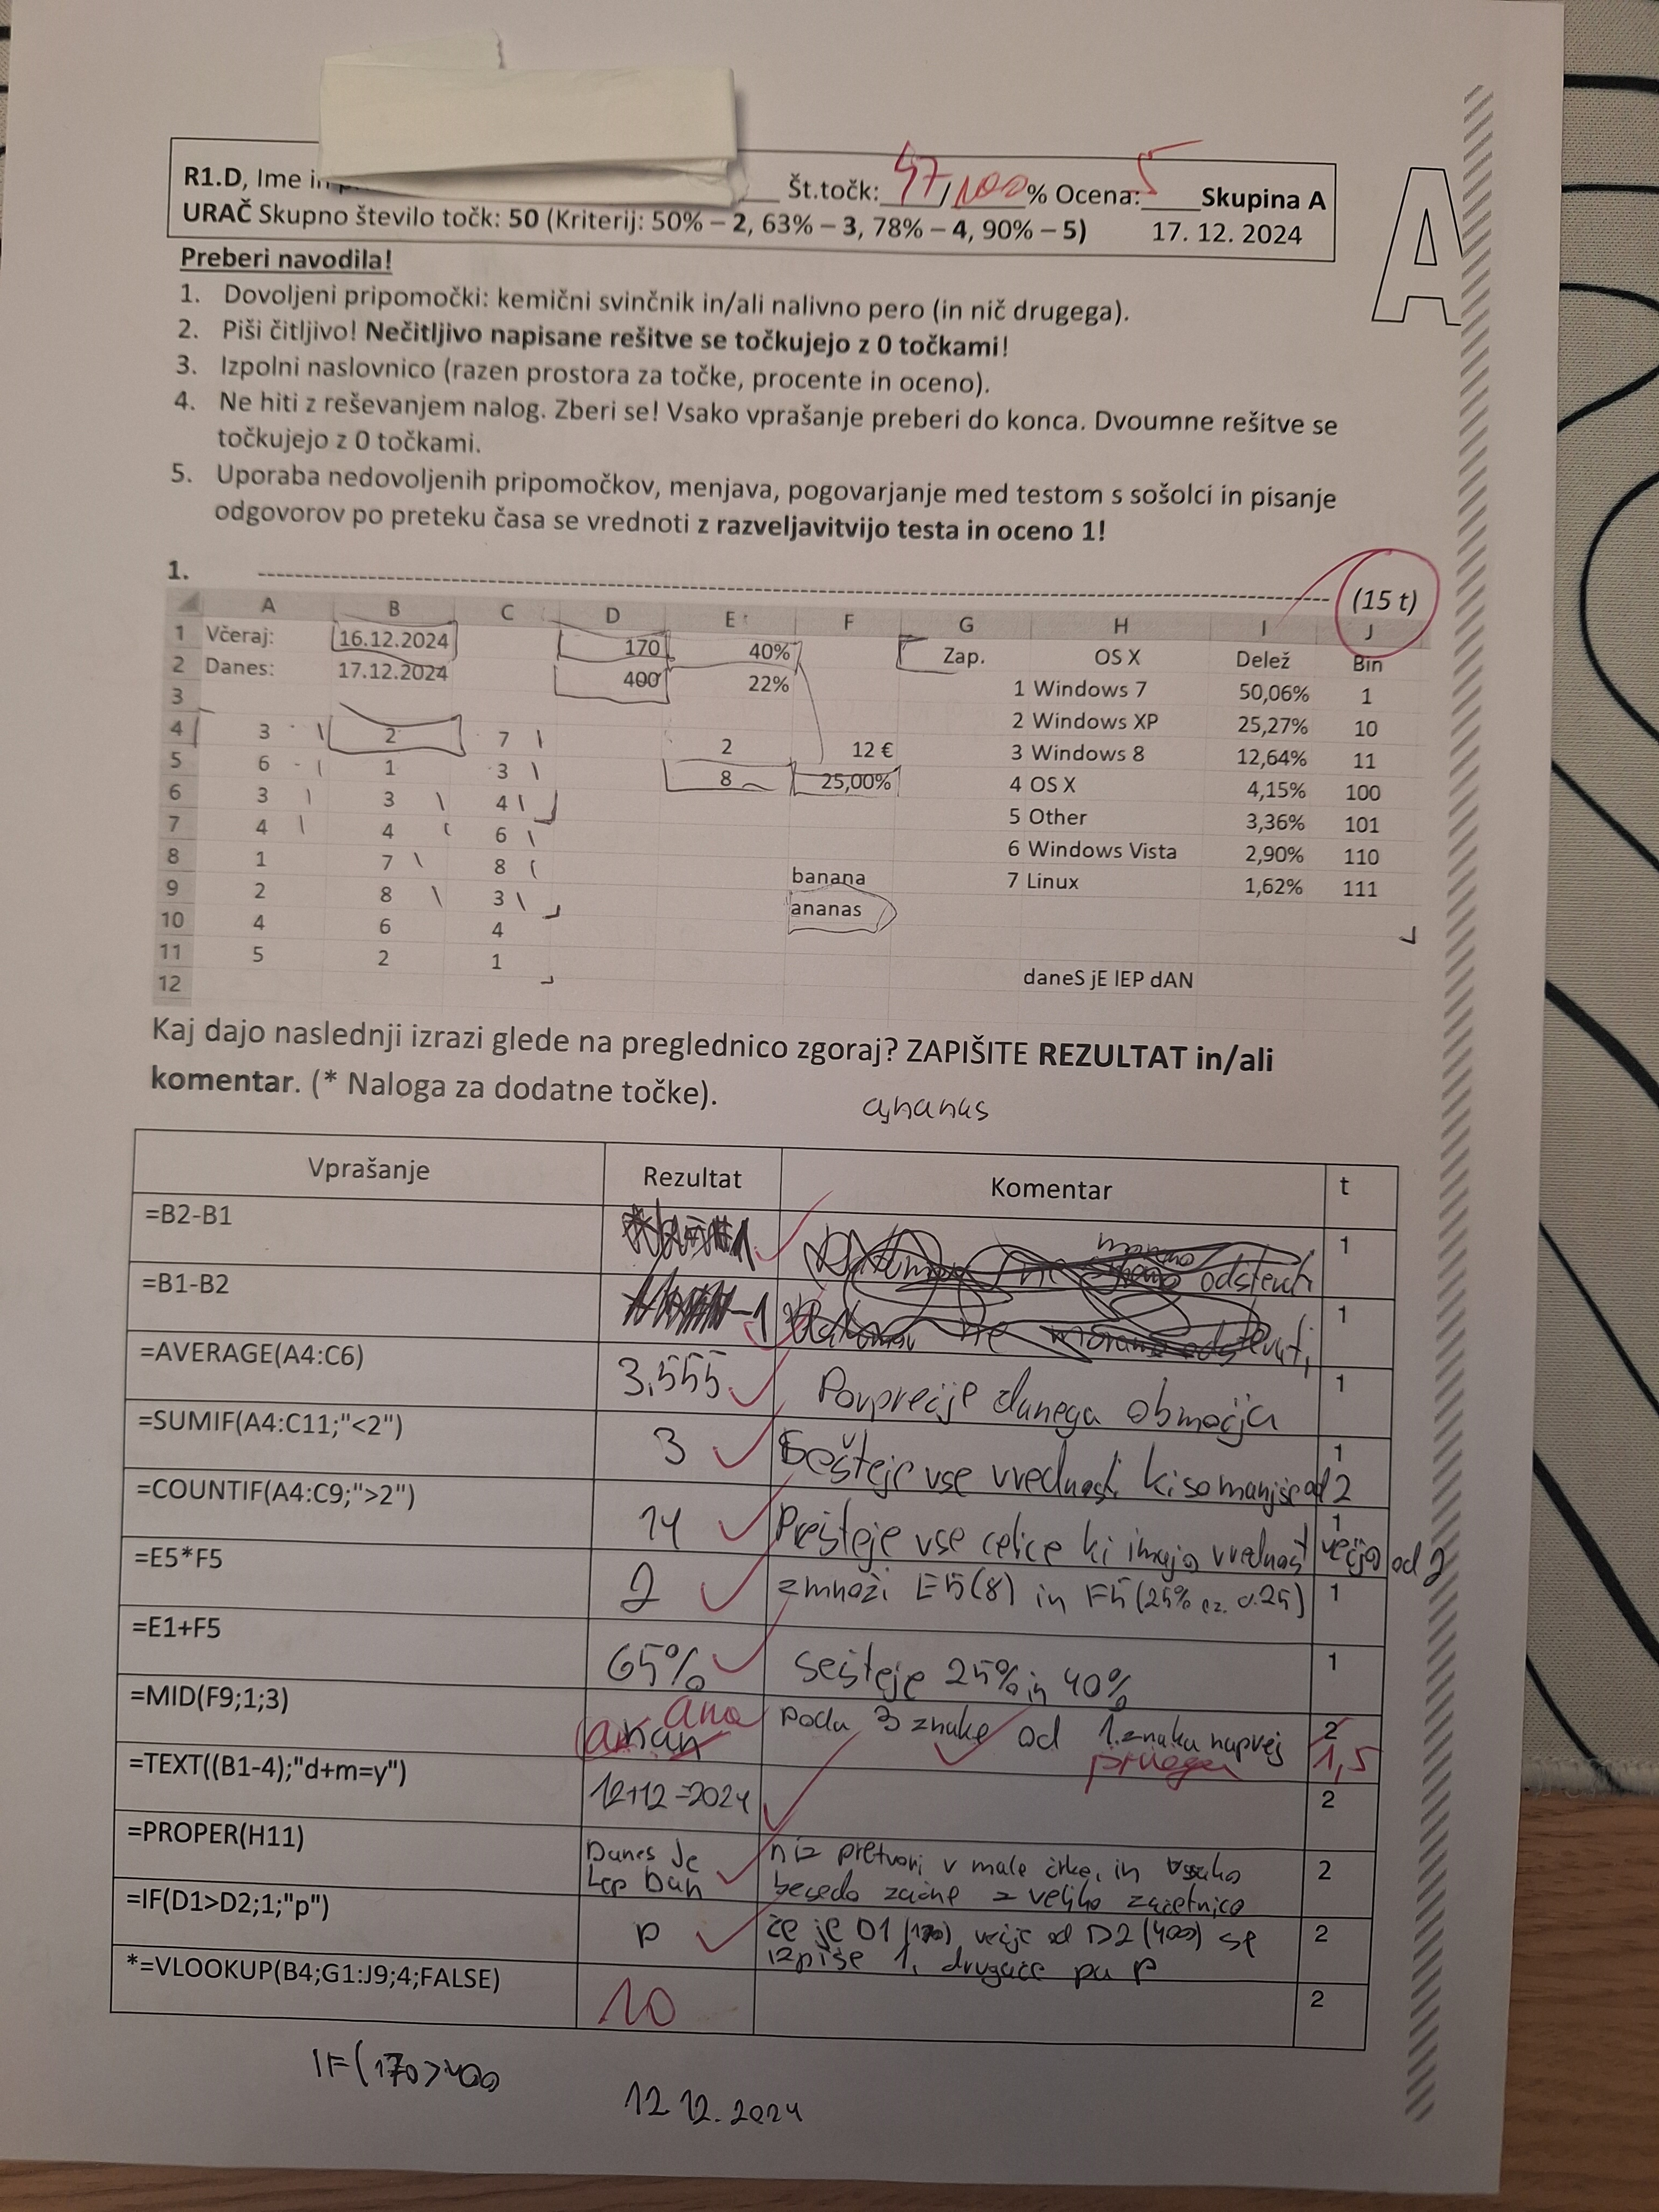 R1.D, Ime in Št.točk: 47/100% Ocena: 5 Skupina A
URAČ Skupno število točk: 50 (Kriterij: 50% – 2, 63% – 3, 78% – 4, 90% – 5) 17. 12. 2024
A
Preberi navodila!
1. Dovoljeni pripomočki: kemični svinčnik in/ali nalivno pero (in nič drugega).
2. Piši čitljivo! Nečitljivo napisane rešitve se točkujejo z 0 točkami!
3. Izpolni naslovnico (razen prostora za točke, procente in oceno).
4. Ne hiti z reševanjem nalog. Zberi se! Vsako vprašanje preberi do konca. Dvoumne rešitve se
točkujejo z 0 točkami.
5. Uporaba nedovoljenih pripomočkov, menjava, pogovarjanje med testom s sošolci in pisanje
odgovorov po preteku časa se vrednoti z razveljavitvijo testa in oceno 1!
1. (15 t)
A B C D E F G H I J
1 Včeraj: 16.12.2024 170 40% Zap. OS X Delež Bin
2 Danes: 17.12.2024 400 22% 1 Windows 7 50,06% 1
3 2 Windows XP 25,27% 10
4 3 2 7 2 12 € 3 Windows 8 12,64% 11
5 6 1 3 8 25,00% 4 OS X 4,15% 100
6 3 3 4 5 Other 3,36% 101
7 4 4 6 6 Windows Vista 2,90% 110
8 1 7 8 banana 7 Linux 1,62% 111
9 2 8 3 ananas
10 4 6 4
11 5 2 1 daneS jE lEP dAN
12
Kaj dajo naslednji izrazi glede na preglednico zgoraj? ZAPIŠITE REZULTAT in/ali
komentar. (* Naloga za dodatne točke).
ananas
Vprašanje Rezultat Komentar t
=B2-B1 1 odštevati 1
=B1-B2 -1 1
=AVERAGE(A4:C6) 3,555 Povprečje danega območja 1
=SUMIF(A4:C11;"<2") 3 Sešteje vse vrednosti ki so manjše od 2 1
=COUNTIF(A4:C9;">2") 14 Prešteje vse celice ki imajo vrednost večjo od 2 1
=E5*F5 2 zmnoži E5(8) in F5(25% oz. 0.25) 1
=E1+F5 65% sešteje 25% in 40% 1
=MID(F9;1;3) anan ana poda 3 znake od 1. znaka naprej prvega 2 1,5
=TEXT((B1-4);"d+m=y") 12+12=2024 2
=PROPER(H11) Danes Je Lep Dan niz pretvori v male črke, in vsako
besedo začne z veliko začetnico 2
=IF(D1>D2;1;"p") p če je D1(170) večje od D2(400) se
izpiše 1, drugače pa p 2
*=VLOOKUP(B4;G1:J9;4;FALSE) 10 2
IF(170>400
12.12.2024